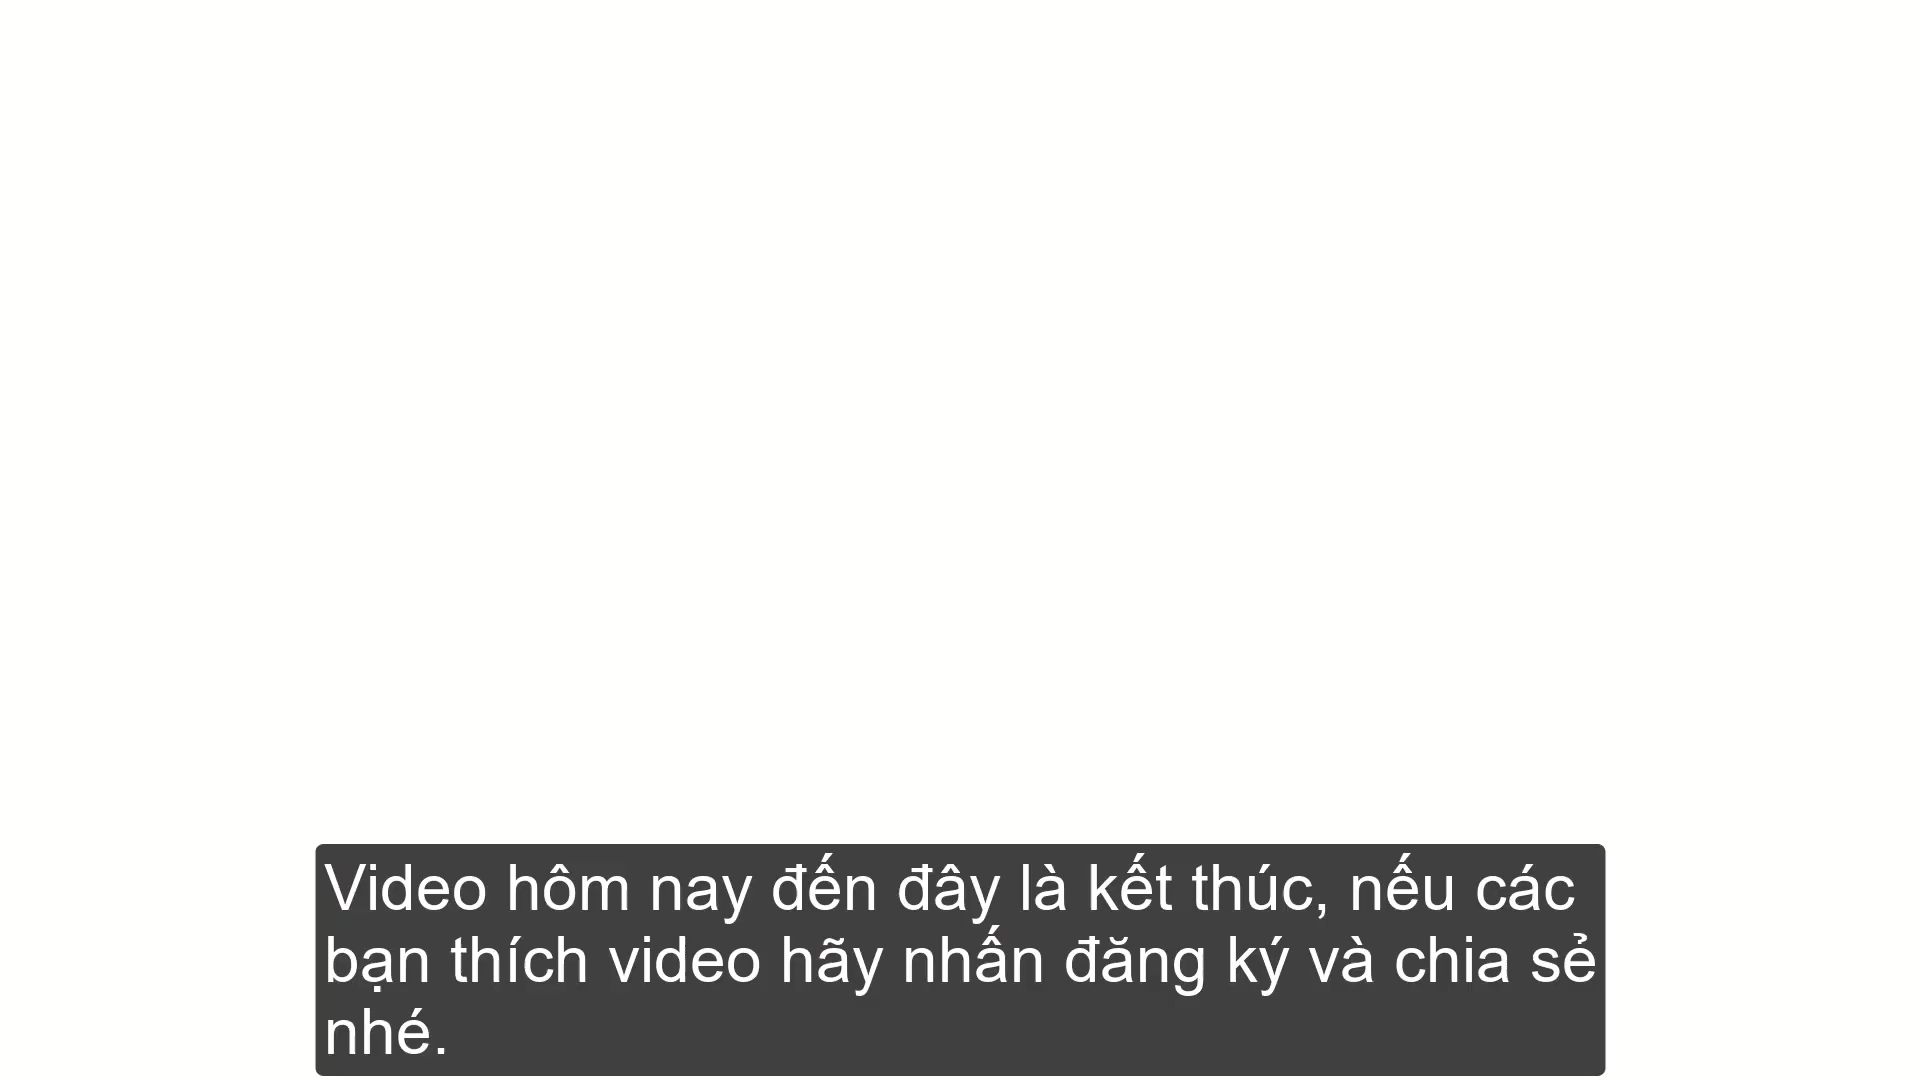 Video hôm nay đến đây là kết thúc, nếu các
bạn thích video hãy nhấn đăng ký và chia sẻ
nhé.